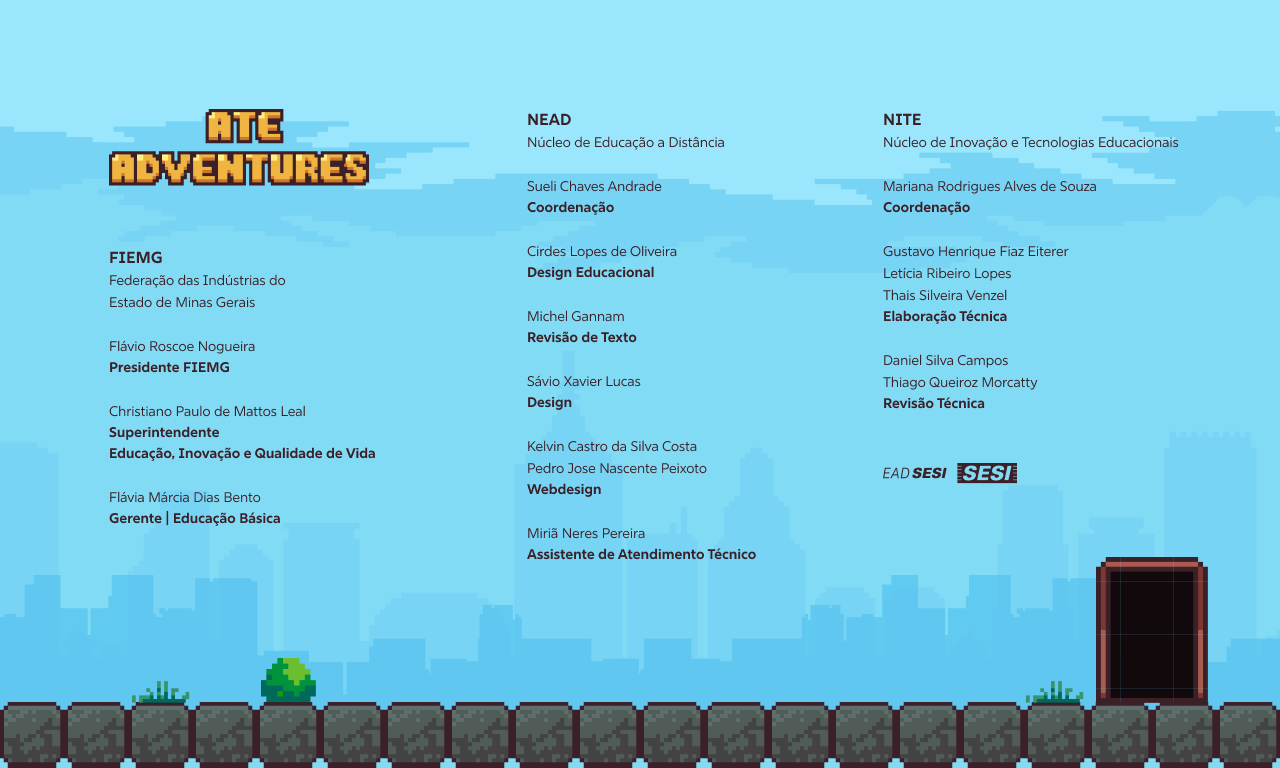 ATE
ADVENTURES
FIEMG
Federação das Indústrias do
Estado de Minas Gerais
Flávio Roscoe Nogueira
Presidente FIEMG
Christiano Paulo de Mattos Leal
Superintendente
Educação, Inovação e Qualidade de Vida
Flávia Márcia Dias Bento
Gerente | Educação Básica
NEAD
Núcleo de Educação a Distância
Sueli Chaves Andrade
Coordenação
Cirdes Lopes de Oliveira
Design Educacional
Michel Gannam
Revisão de Texto
Sávio Xavier Lucas
Design
Kelvin Castro da Silva Costa
Pedro Jose Nascente Peixoto
Webdesign
Miriã Neres Pereira
Assistente de Atendimento Técnico
NITE
Núcleo de Inovação e Tecnologias Educacionais
Mariana Rodrigues Alves de Souza
Coordenação
Gustavo Henrique Fiaz Eiterer
Letícia Ribeiro Lopes
Thais Silveira Venzel
Elaboração Técnica
Daniel Silva Campos
Thiago Queiroz Morcatty
Revisão Técnica
EAD SESI SESI